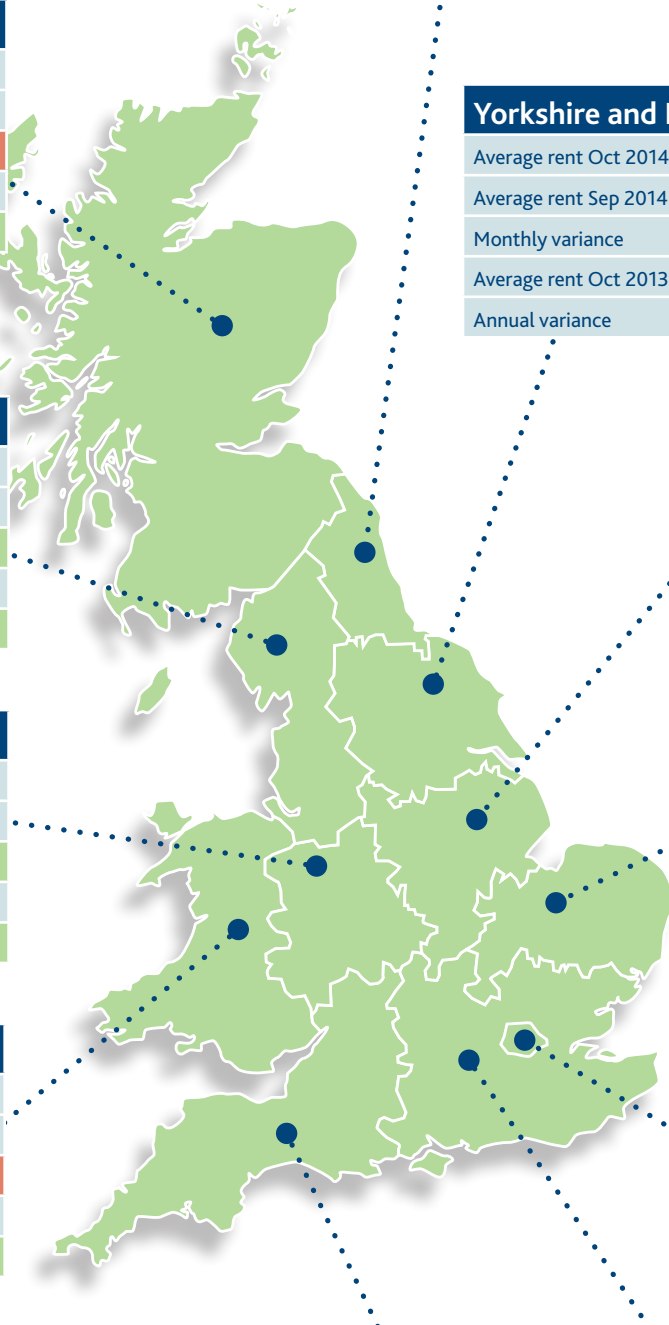 Yorkshire and
Average rent Oct 2014
Average rent Sep 2014
Monthly variance
Average rent Oct 2013
Annual variance